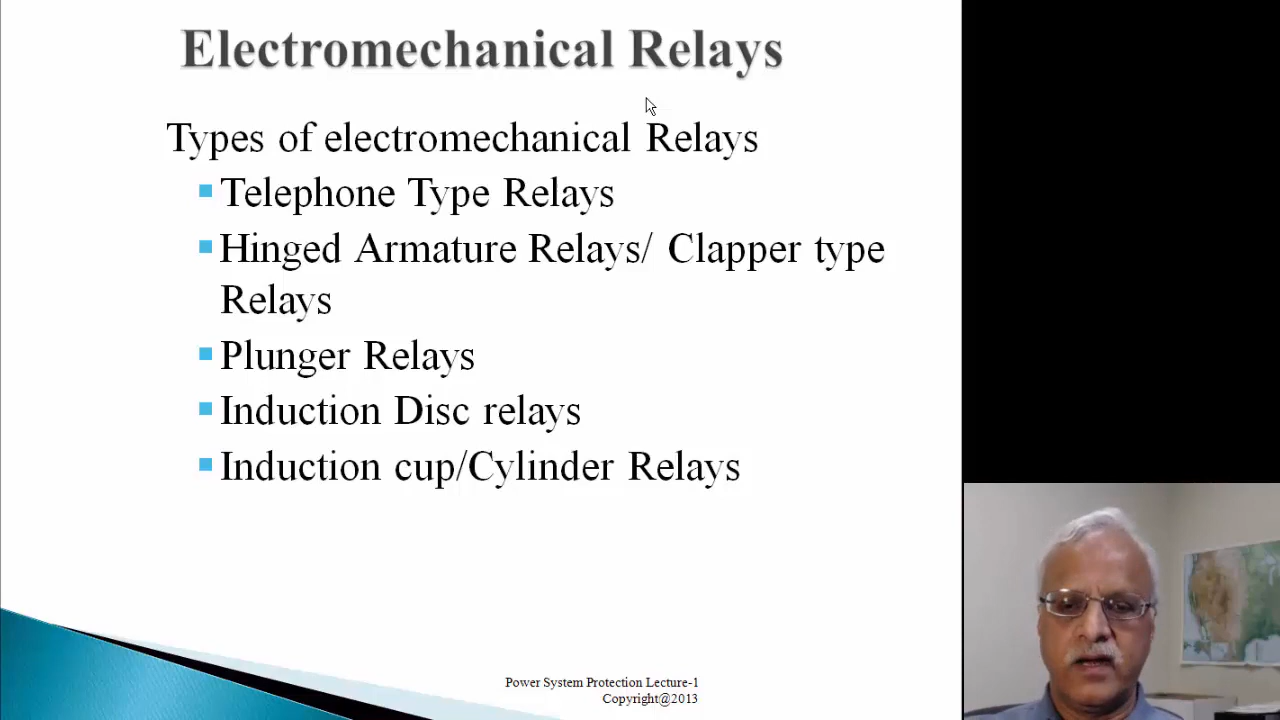 Electromechanical Relays
Types of electromechanical Relays
Telephone Type Relays
Hinged Armature Relays/ Clapper type
Relays
Plunger Relays
Induction Disc relays
Induction cup/Cylinder Relays
Power System Protection Lecture-1
Copyright@2013